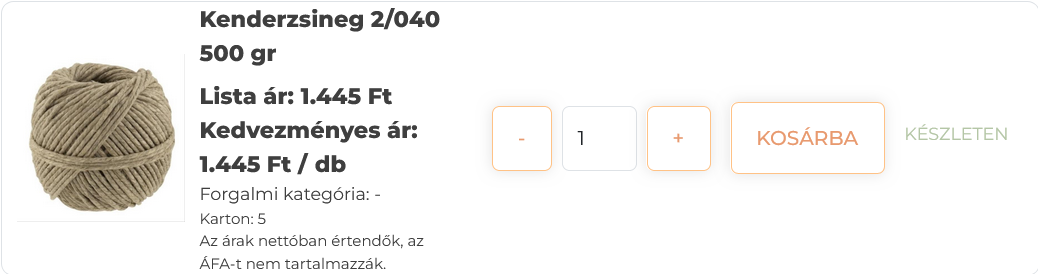 Kenderzsineg 2/040
500 gr
Lista ár: 1.445 Ft
Kedvezményes ár:
1.445 Ft / db
Forgalmi kategória: -
Karton: 5
Az árak nettóban értendők, az
ÁFA-t nem tartalmazzák.
- 1 + KOSÁRBA KÉSZLETEN